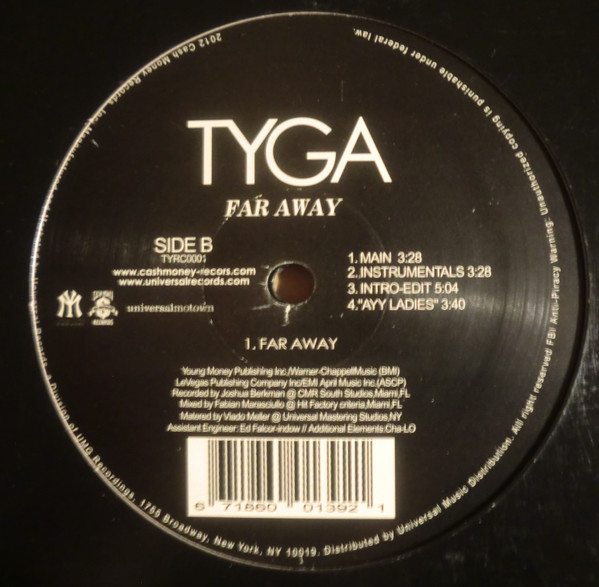 TYGA
FAR AWAY
SIDE B
TYRC0001
www.cashmoney-recors.com
www.universalrecords.com
universalmotown
1. MAIN 3:28
2. INSTRUMENTALS 3:28
3. INTRO-EDIT 5:04
4."AYY LADIES" 3:40
1. FAR AWAY
Young Money Publishing Inc./Warner-ChappellMusic (BMI)
LeVegas Publishing Company Inc/EMI April Music Inc.(ASCP)
Recorded by Joshua Berkman @ CMR South Studios,Miami,FL
Mixed by Fabian Marasciullo @ Hit Factory criteria,Miami,FL
Matered by Vlado Meller @ Universal Mastering Studios,NY
Assistant Engineer: Ed Falcor-indow // Additional Elements Cha-LO
6 71860 01392 1
2012 Cash Money Records, Inc.
a Division of UMG Recordings, 1755 Broadway, New York, NY 10019. Distributed by Universal Music Distribution. All right reserved FBI Anti-Piracy Warning: Unauthorized copying is punishable under federal law.